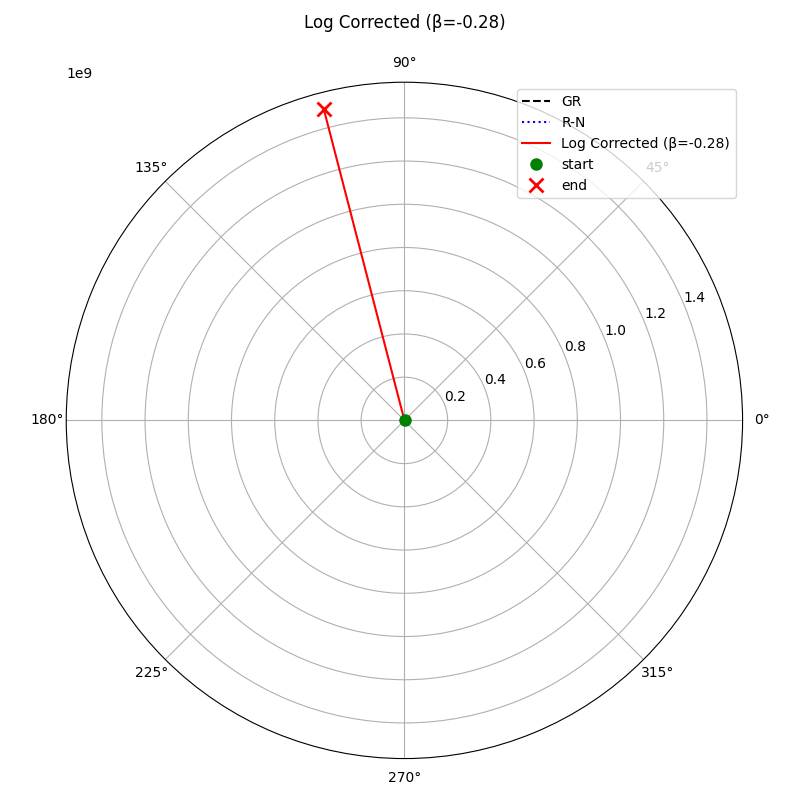 Log Corrected (β=-0.28)
1e9
90°
GR
R-N
Log Corrected (β=-0.28)
start
end
135°
45°
1.4
1.2
1.0
0.8
0.6
0.4
0.2
180°
0°
225°
315°
270°